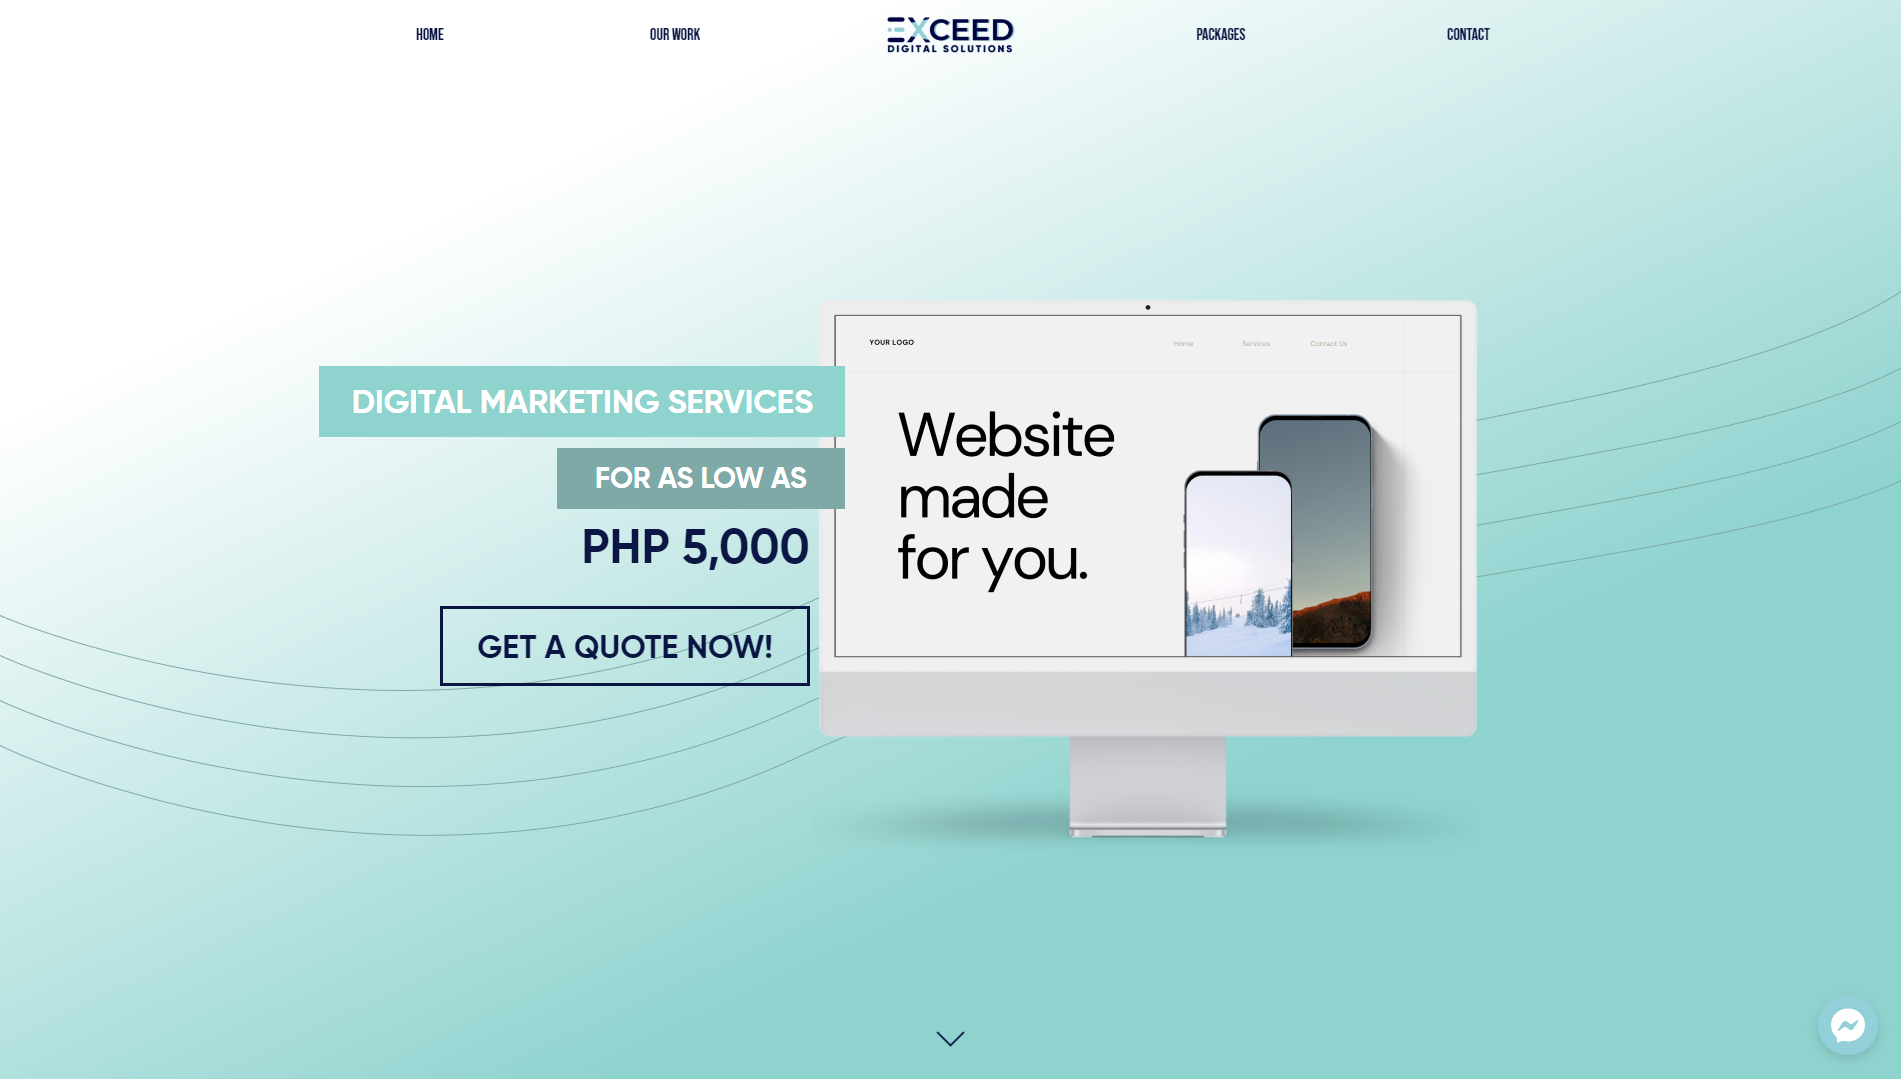 HOME
OUR WORK
EXCEED
DIGITAL SOLUTIONS
PACKAGES
CONTACT
DIGITAL MARKETING SERVICES
FOR AS LOW AS
PHP 5,000
GET A QUOTE NOW!
YOUR LOGO
Home
Services
Contact Us
Website
made
for you.